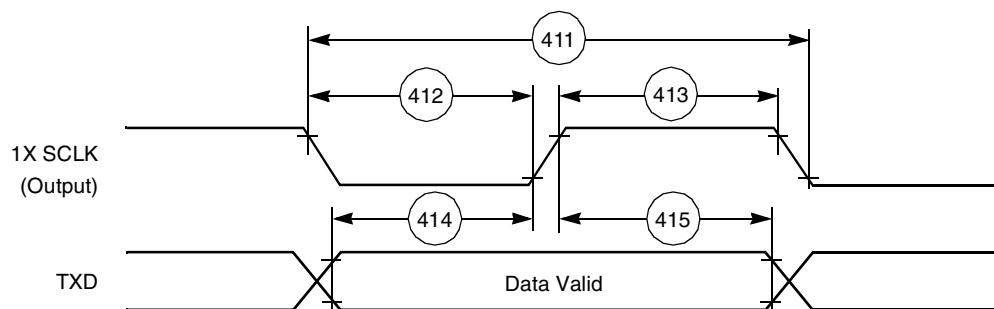 411
412
413
1X SCLK
(Output)
414
415
TXD
Data Valid